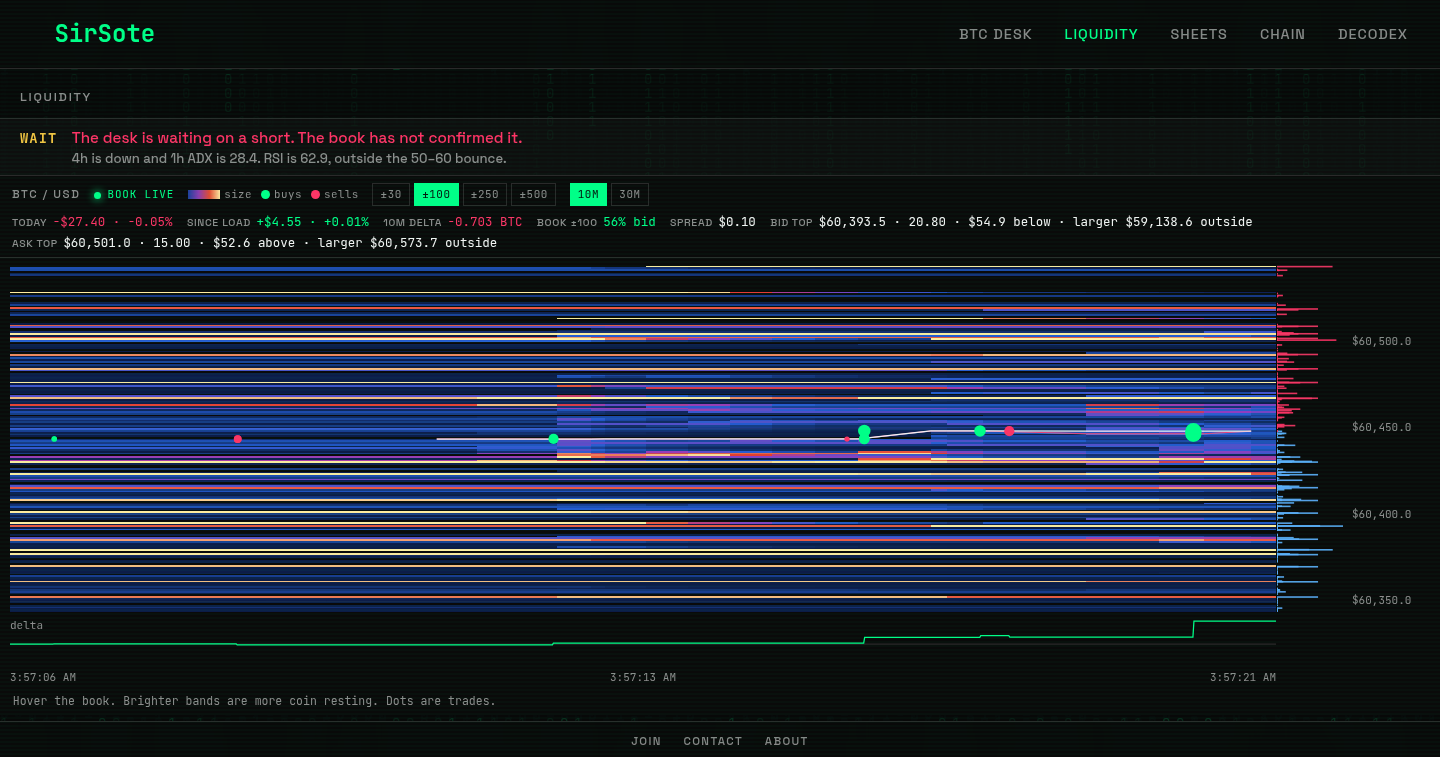 SirSote
BTC DESK LIQUIDITY SHEETS CHAIN DECODEX
LIQUIDITY
WAIT The desk is waiting on a short. The book has not confirmed it.
4h is down and 1h ADX is 28.4. RSI is 62.9, outside the 50–60 bounce.
BTC / USD BOOK LIVE size buys sells ±30 ±100 ±250 ±500 10M 30M
TODAY -$27.40 · -0.05% SINCE LOAD +$4.55 · +0.01% 10M DELTA -0.703 BTC BOOK ±100 56% bid SPREAD $0.10 BID TOP $60,393.5 · 20.80 · $54.9 below · larger $59,138.6 outside
ASK TOP $60,501.0 · 15.00 · $52.6 above · larger $60,573.7 outside
$60,500.0
$60,450.0
$60,400.0
$60,350.0
delta
3:57:06 AM 3:57:13 AM 3:57:21 AM
Hover the book. Brighter bands are more coin resting. Dots are trades.
JOIN CONTACT ABOUT